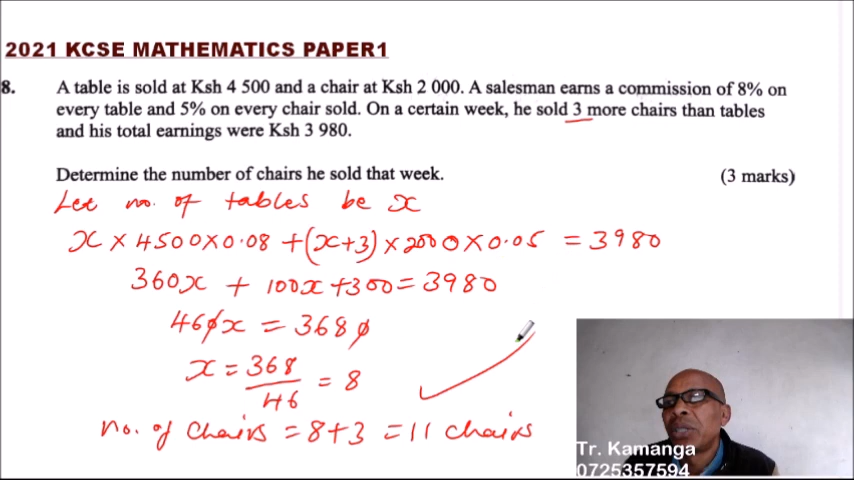 2021 KCSE MATHEMATICS PAPER1
8. A table is sold at Ksh 4 500 and a chair at Ksh 2 000. A salesman earns a commission of 8% on
every table and 5% on every chair sold. On a certain week, he sold 3 more chairs than tables
and his total earnings were Ksh 3 980.
Determine the number of chairs he sold that week. (3 marks)
Let no. of tables be x
x × 4500 × 0.08 + (x+3) × 2000 × 0.05 = 3980
360x + 100x + 300 = 3980
460x = 3680
x = 368/46 = 8
no. of chairs = 8+3 = 11 chairs
Tr. Kamanga
0725357594